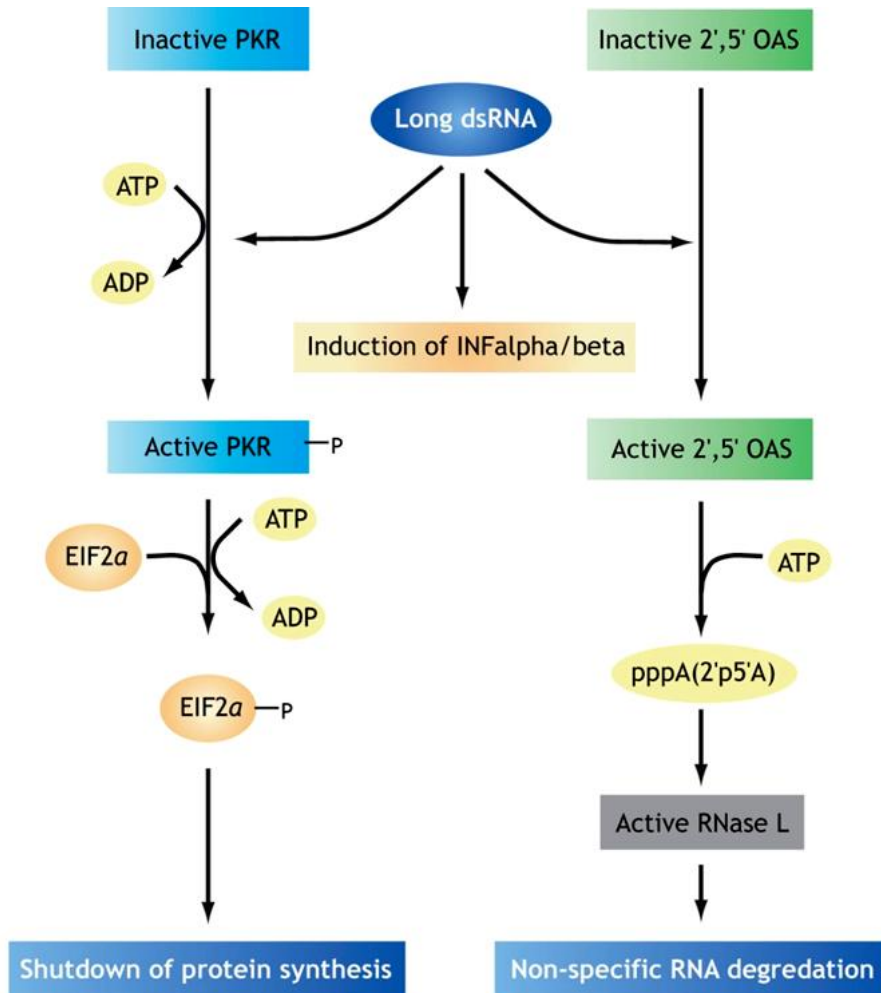 Inactive PKR
Inactive 2',5' OAS
Long dsRNA
ATP
ADP
Induction of INFalpha/beta
Active PKR
P
Active 2',5' OAS
ATP
EIF2a
ATP
ADP
pppA(2'p5'A)
EIF2a
P
Active RNase L
Shutdown of protein synthesis
Non-specific RNA degredation